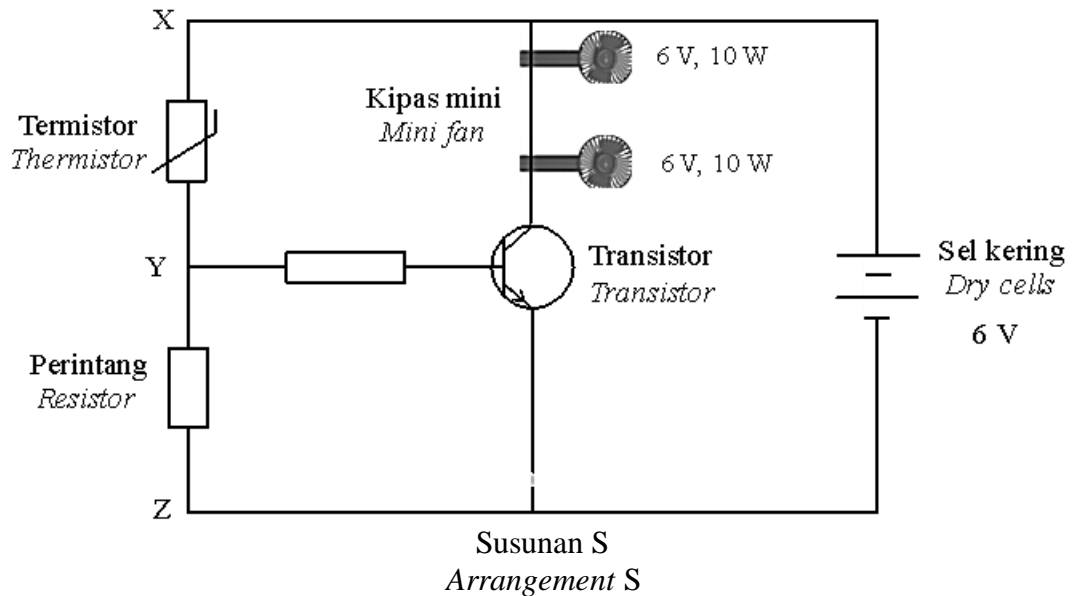 X
6 V, 10 W
Kipas mini
Mini fan
Termistor
Thermistor
6 V, 10 W
Y
Transistor
Transistor
Sel kering
Dry cells
6 V
Perintang
Resistor
Z
Susunan S
Arrangement S